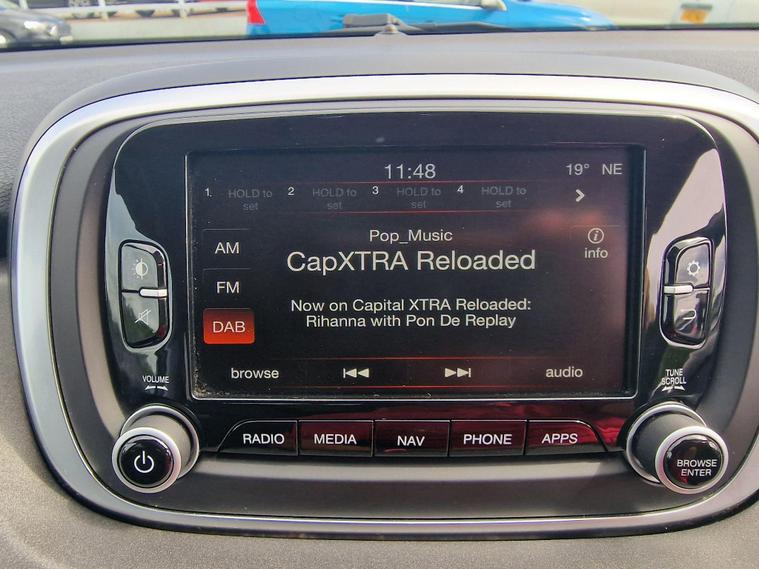 11:48
19° NE
1 HOLD to set
2 HOLD to set
3 HOLD to set
4 HOLD to set
Pop_Music
CapXTRA Reloaded
info
AM
FM
DAB
Now on Capital XTRA Reloaded:
Rihanna with Pon De Replay
browse
audio
VOLUME
TUNE
SCROLL
RADIO
MEDIA
NAV
PHONE
APPS
BROWSE
ENTER